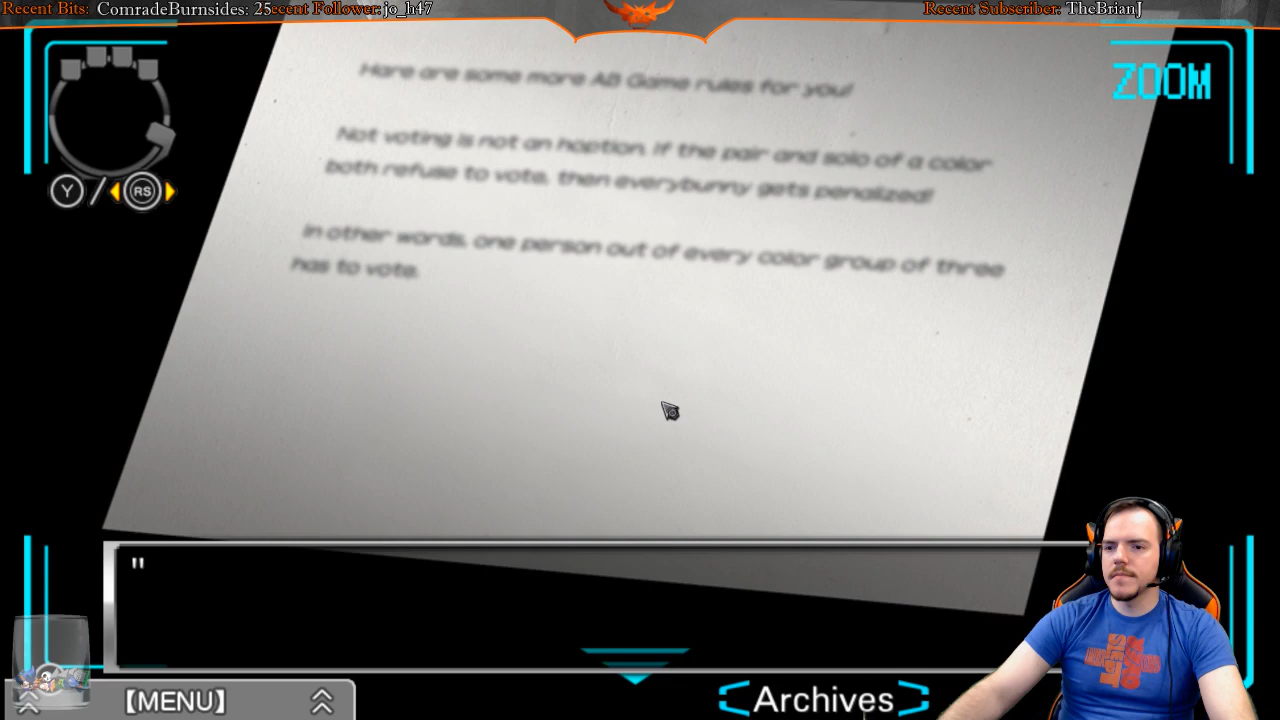 Recent Bits: ComradeBurnsides: 25ecent Follower: jo_h47
Recent Subscriber: TheBrianJ
ZOOM
Y / RS
Here are some more AB Game rules for you!
Not voting is not an hoption. If the pair and solo of a color
both refuse to vote, then everybunny gets penalized!
In other words, one person out of every color group of three
has to vote.
"
【MENU】
Archives